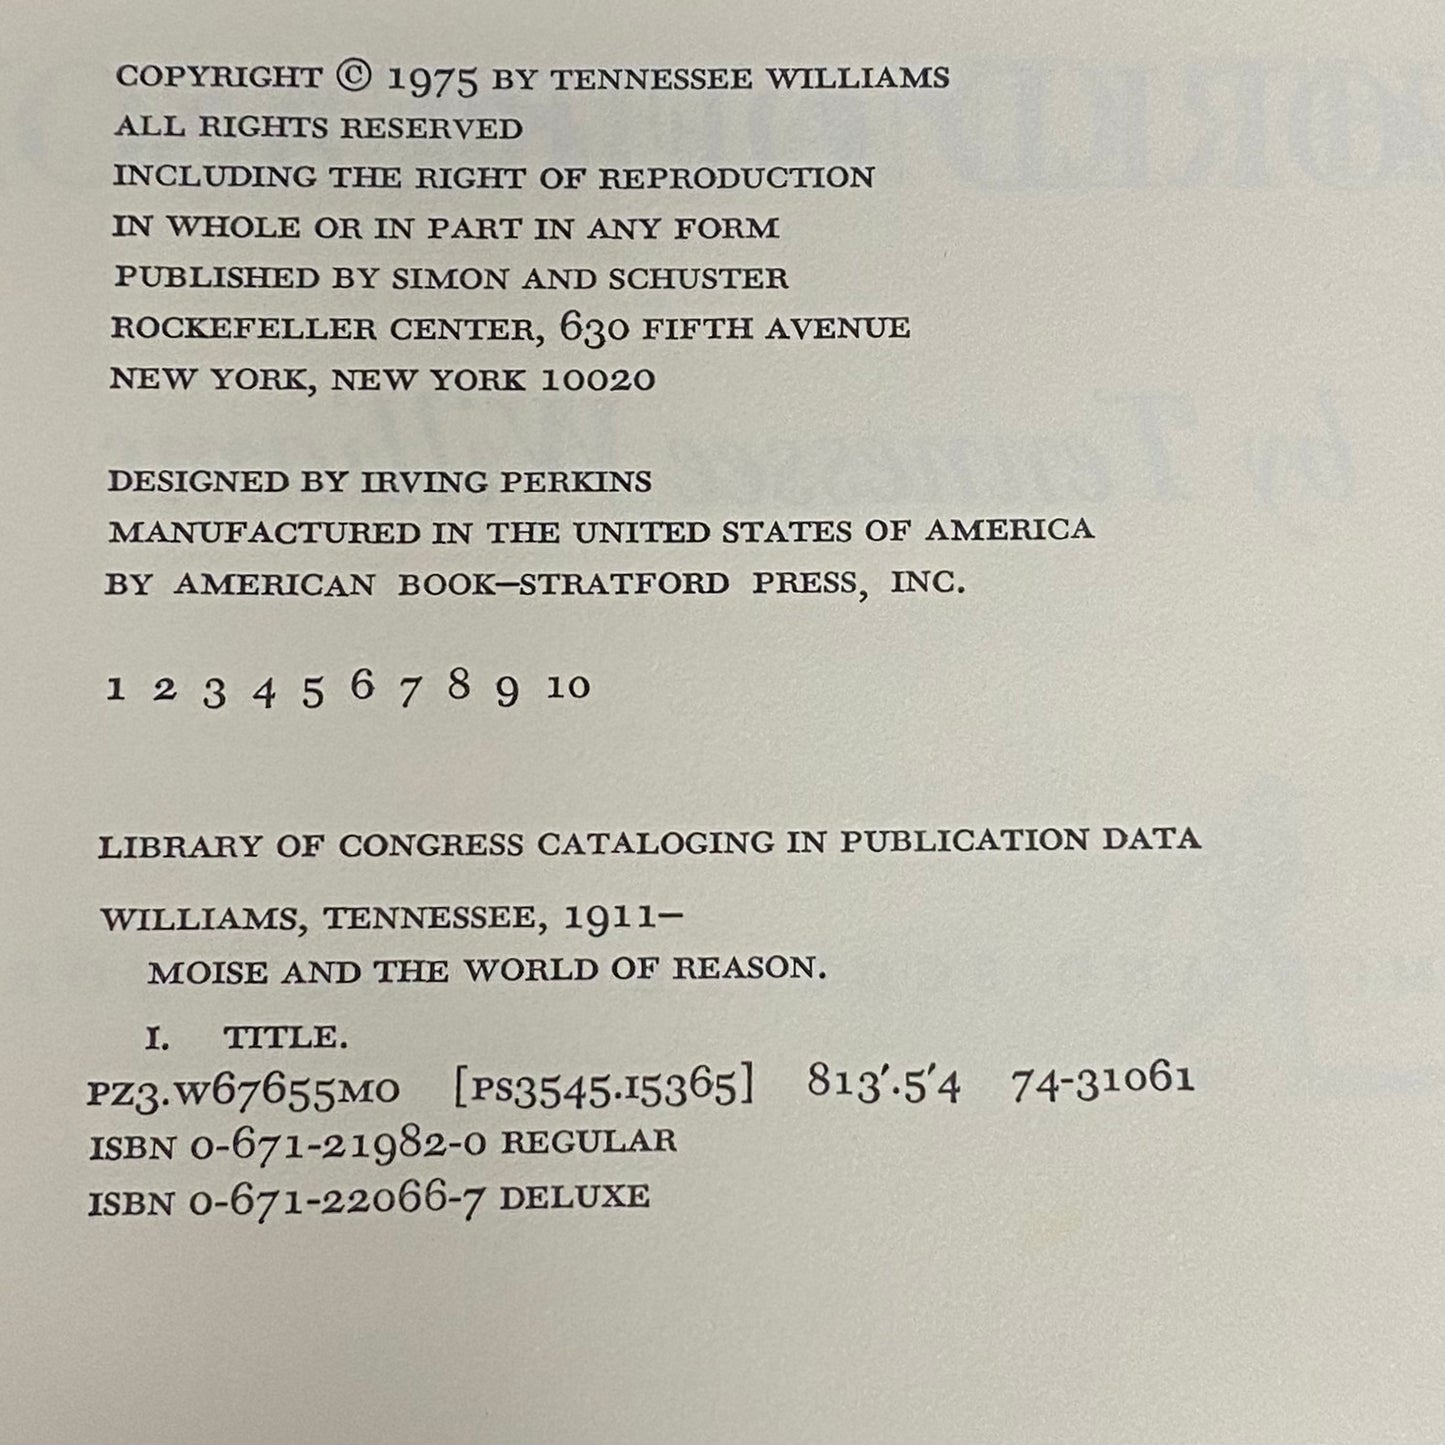 COPYRIGHT © 1975 BY TENNESSEE WILLIAMS
ALL RIGHTS RESERVED
INCLUDING THE RIGHT OF REPRODUCTION
IN WHOLE OR IN PART IN ANY FORM
PUBLISHED BY SIMON AND SCHUSTER
ROCKEFELLER CENTER, 630 FIFTH AVENUE
NEW YORK, NEW YORK 10020
DESIGNED BY IRVING PERKINS
MANUFACTURED IN THE UNITED STATES OF AMERICA
BY AMERICAN BOOK–STRATFORD PRESS, INC.
1 2 3 4 5 6 7 8 9 10
LIBRARY OF CONGRESS CATALOGING IN PUBLICATION DATA
WILLIAMS, TENNESSEE, 1911–
MOISE AND THE WORLD OF REASON.
I. TITLE.
PZ3.W67655MO [PS3545.I5365] 813'.5'4 74-31061
ISBN 0-671-21982-0 REGULAR
ISBN 0-671-22066-7 DELUXE